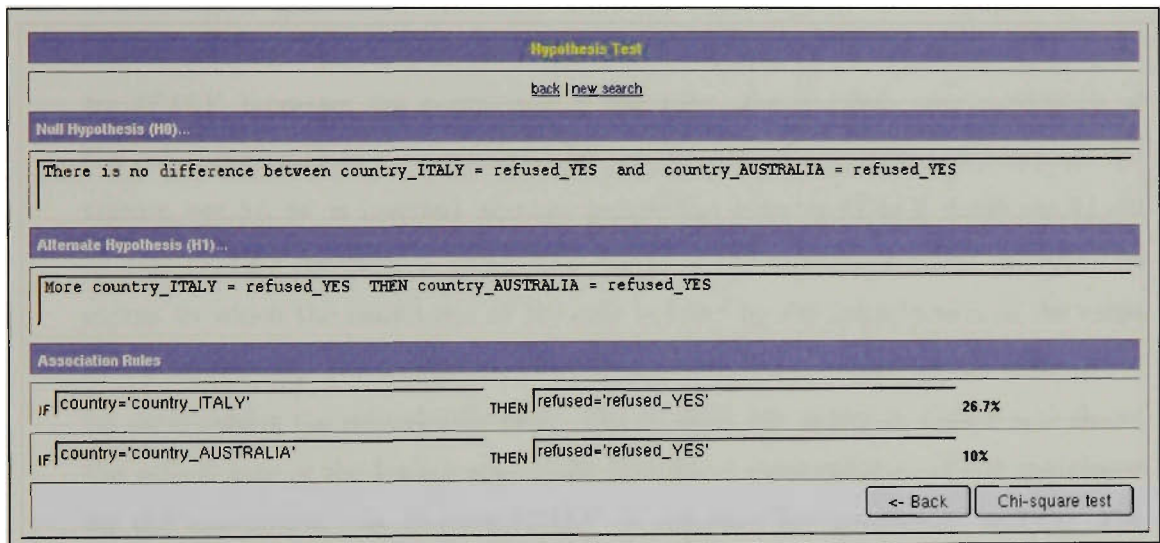 Hypothesis Test
back | new search
Null Hypothesis (H0)...
There is no difference between country_ITALY = refused_YES and country_AUSTRALIA = refused_YES
Alternate Hypothesis (H1)...
More country_ITALY = refused_YES THEN country_AUSTRALIA = refused_YES
Association Rules
IF country='country_ITALY' THEN refused='refused_YES' 26.7%
IF country='country_AUSTRALIA' THEN refused='refused_YES' 10%
<- Back Chi-square test